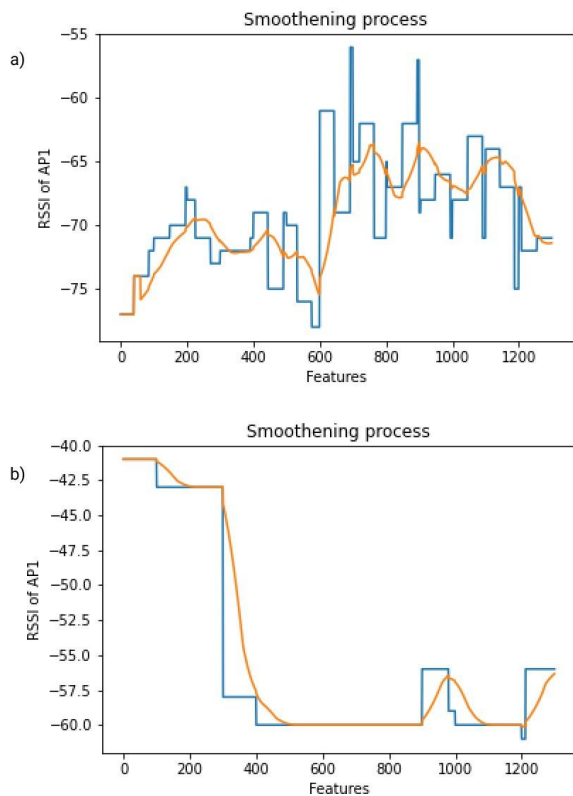 Smoothening process
a)
−55
−60
−65
−70
−75
RSSI of AP1
0 200 400 600 800 1000 1200
Features
Smoothening process
b)
−40.0
−42.5
−45.0
−47.5
−50.0
−52.5
−55.0
−57.5
−60.0
RSSI of AP1
0 200 400 600 800 1000 1200
Features